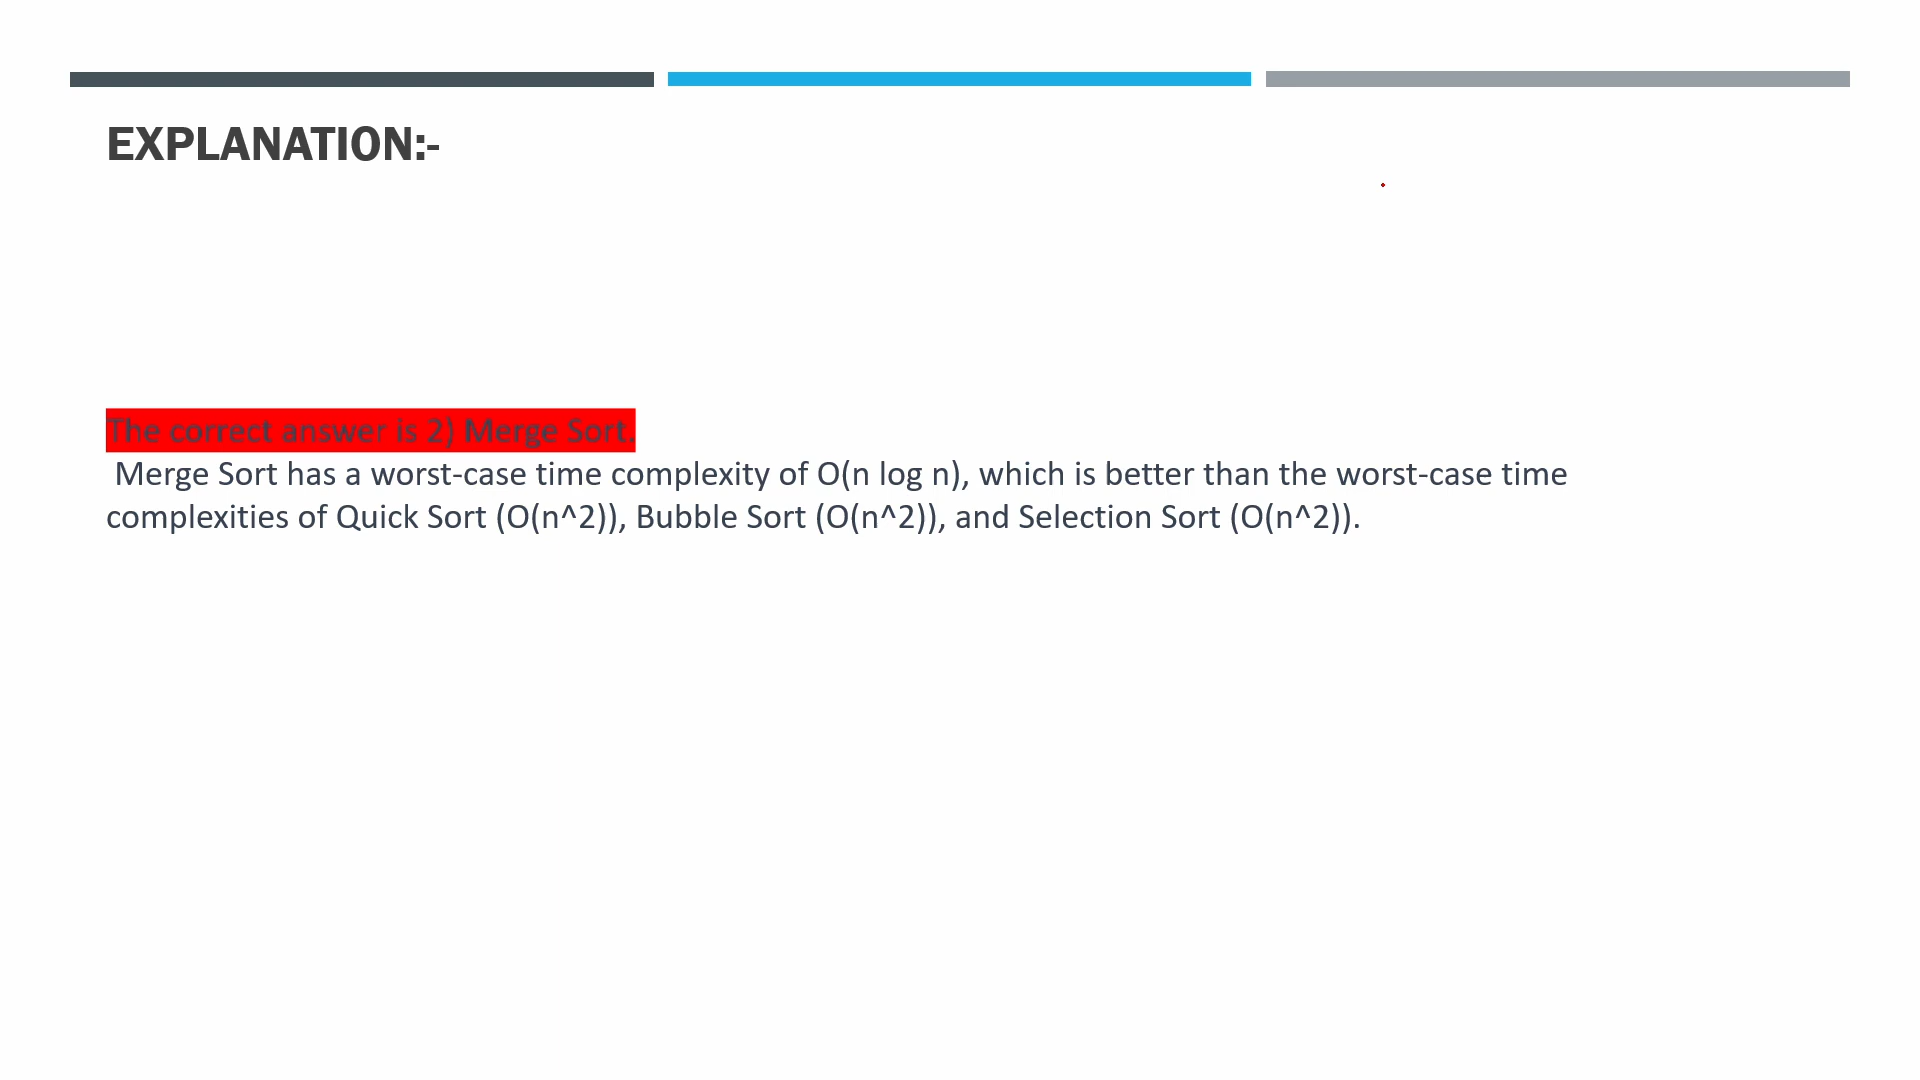 EXPLANATION:-
The correct answer is 2) Merge Sort.
Merge Sort has a worst-case time complexity of O(n log n), which is better than the worst-case time
complexities of Quick Sort (O(n^2)), Bubble Sort (O(n^2)), and Selection Sort (O(n^2)).